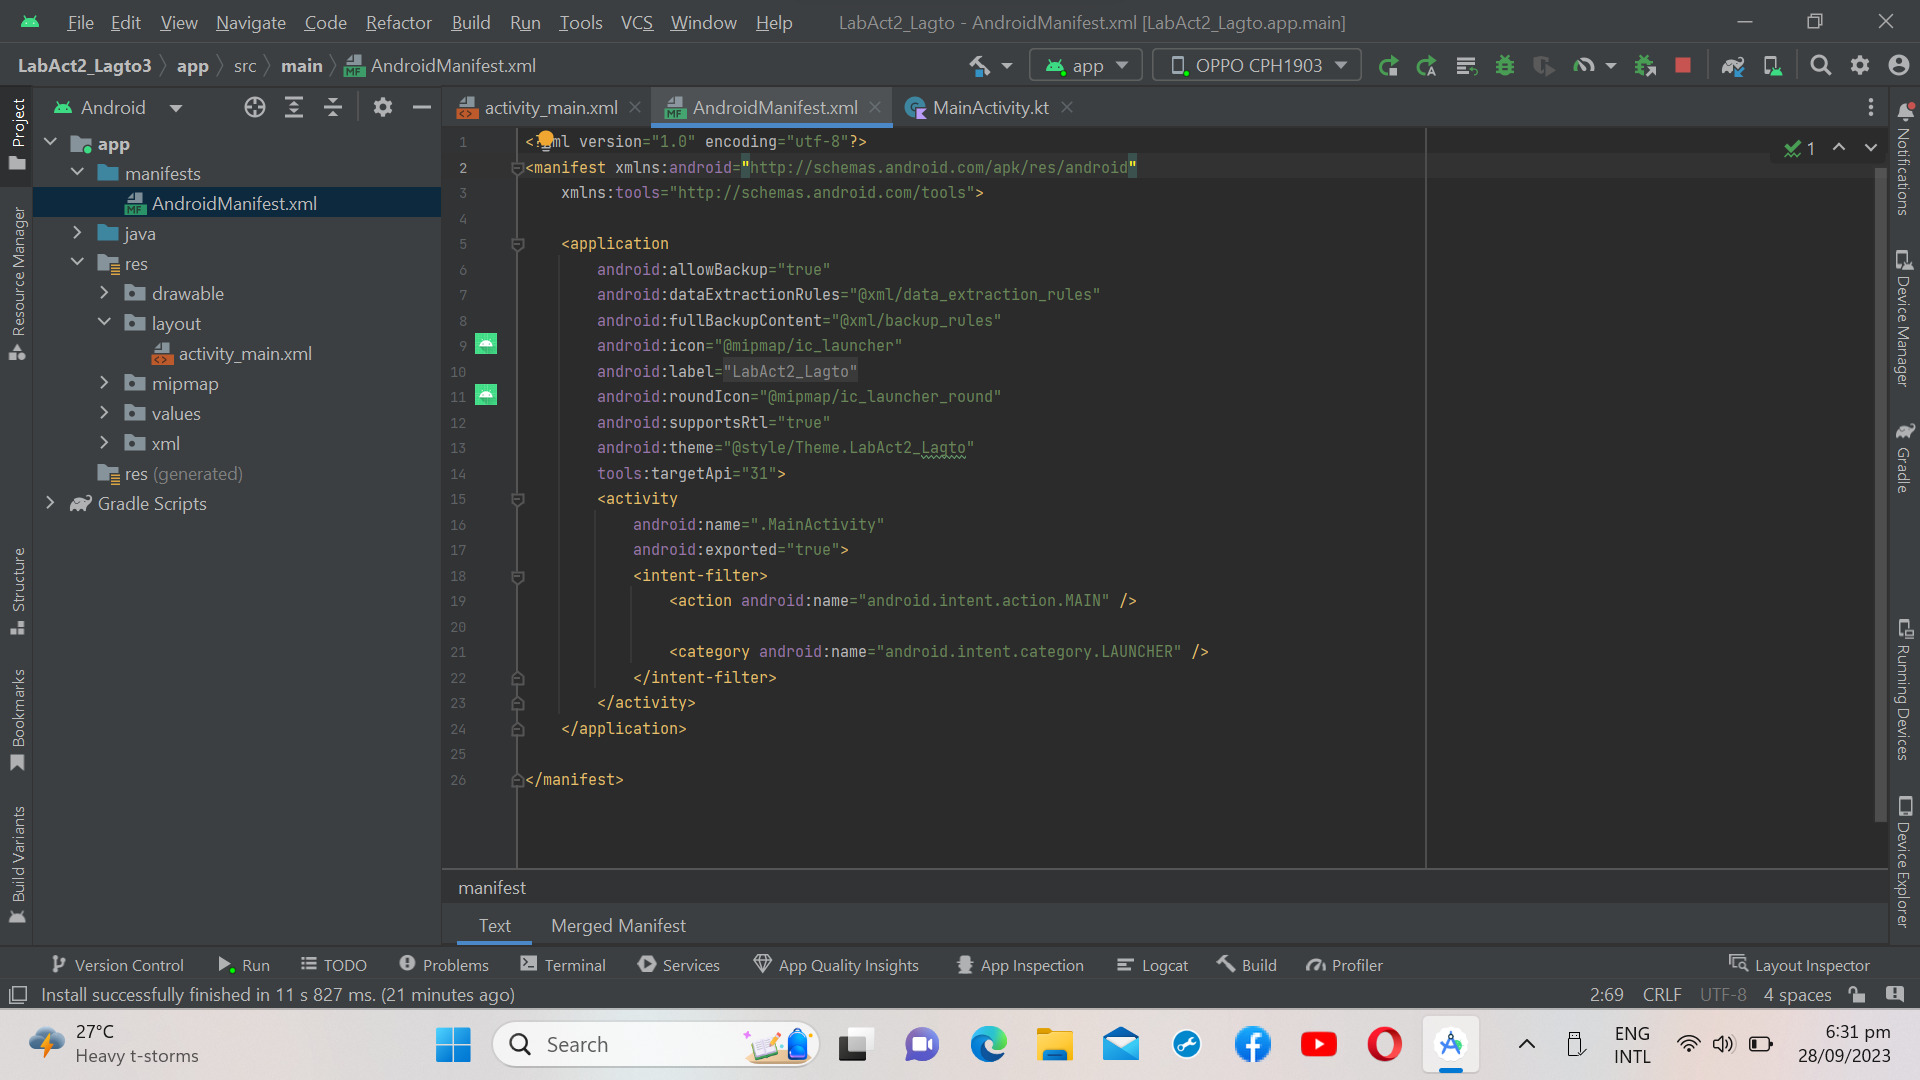 File Edit View Navigate Code Refactor Build Run Tools VCS Window Help LabAct2_Lagto - AndroidManifest.xml [LabAct2_Lagto.app.main]
LabAct2_Lagto3 app src main AndroidManifest.xml app OPPO CPH1903
Project
Resource Manager
Structure
Bookmarks
Build Variants
Android
app
manifests
AndroidManifest.xml
java
res
drawable
layout
activity_main.xml
mipmap
values
xml
res (generated)
Gradle Scripts
activity_main.xml AndroidManifest.xml MainActivity.kt
1 <?xml version="1.0" encoding="utf-8"?>
2 <manifest xmlns:android="http://schemas.android.com/apk/res/android"
3 xmlns:tools="http://schemas.android.com/tools">
4
5 <application
6 android:allowBackup="true"
7 android:dataExtractionRules="@xml/data_extraction_rules"
8 android:fullBackupContent="@xml/backup_rules"
9 android:icon="@mipmap/ic_launcher"
10 android:label="LabAct2_Lagto"
11 android:roundIcon="@mipmap/ic_launcher_round"
12 android:supportsRtl="true"
13 android:theme="@style/Theme.LabAct2_Lagto"
14 tools:targetApi="31">
15 <activity
16 android:name=".MainActivity"
17 android:exported="true">
18 <intent-filter>
19 <action android:name="android.intent.action.MAIN" />
20
21 <category android:name="android.intent.category.LAUNCHER" />
22 </intent-filter>
23 </activity>
24 </application>
25
26 </manifest>
1
Notifications
Device Manager
Gradle
Running Devices
Device Explorer
manifest
Text Merged Manifest
Version Control Run TODO Problems Terminal Services App Quality Insights App Inspection Logcat Build Profiler Layout Inspector
Install successfully finished in 11 s 827 ms. (21 minutes ago) 2:69 CRLF UTF-8 4 spaces
27°C
Heavy t-storms
Search
ENG
INTL
6:31 pm
28/09/2023